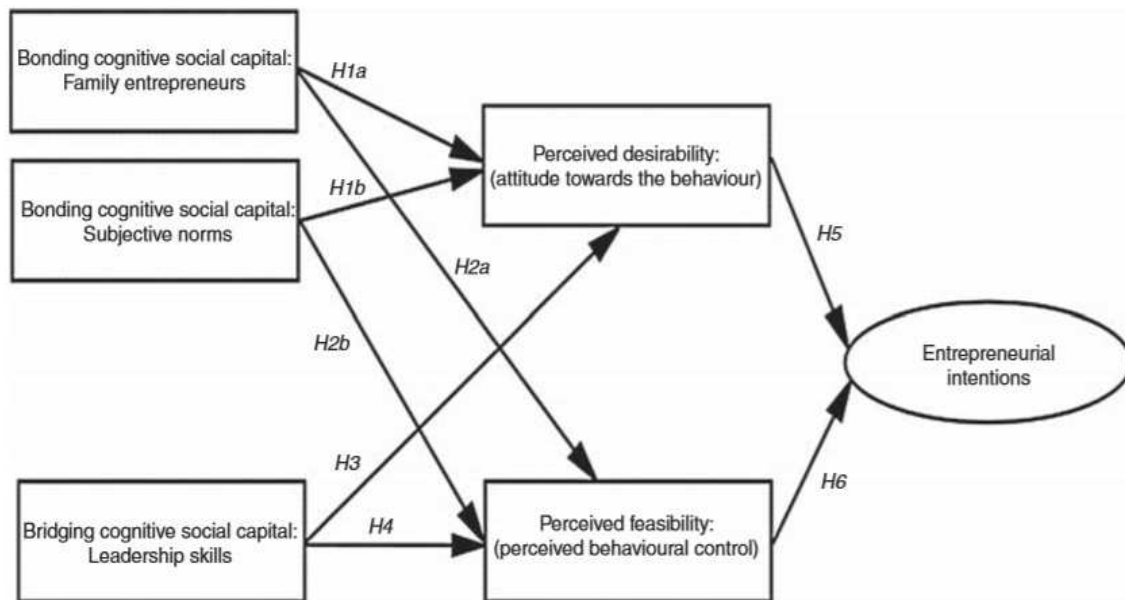 Bonding cognitive social capital:
Family entrepreneurs
H1a
Perceived desirability:
(attitude towards the behaviour)
H1b
Bonding cognitive social capital:
Subjective norms
H5
H2a
H2b
Entrepreneurial
intentions
H3
H6
Bridging cognitive social capital:
Leadership skills
H4
Perceived feasibility:
(perceived behavioural control)